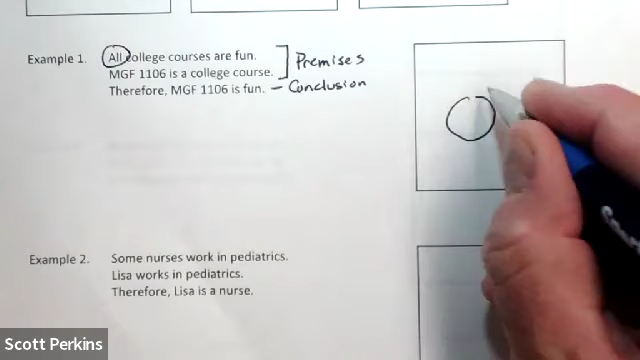 Example 1. All college courses are fun.
MGF 1106 is a college course.
Premises
Therefore, MGF 1106 is fun. – Conclusion
Example 2. Some nurses work in pediatrics.
Lisa works in pediatrics.
Therefore, Lisa is a nurse.
Scott Perkins